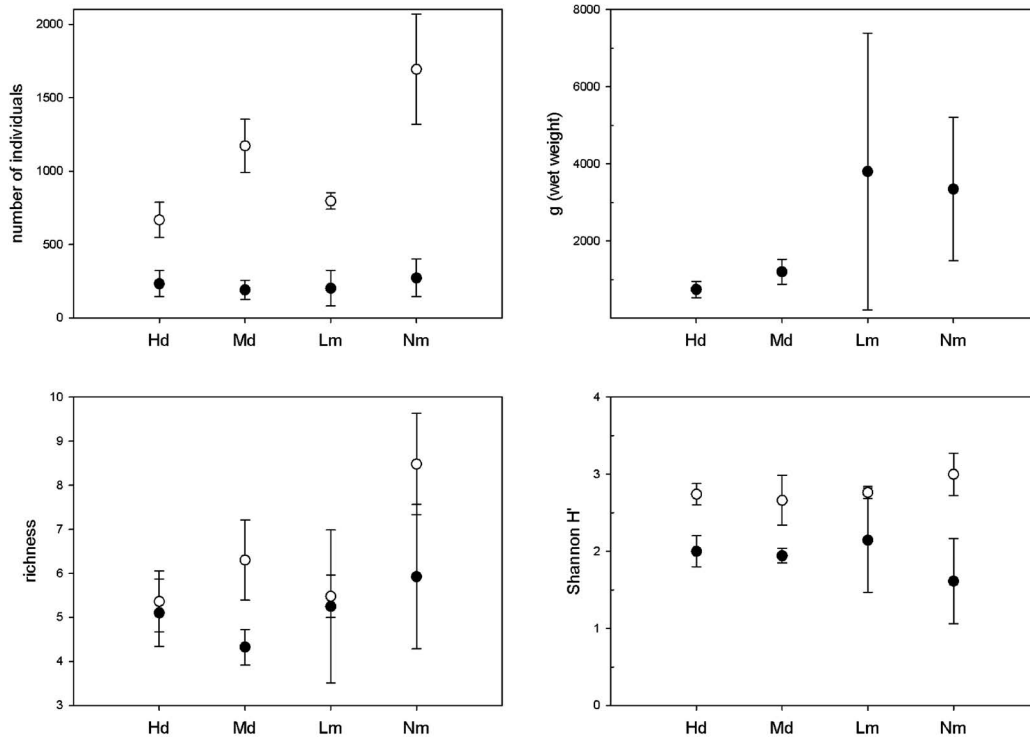 number of individuals
2000
1500
1000
500
0
Hd Md Lm Nm
g (wet weight)
8000
6000
4000
2000
Hd Md Lm Nm
richness
10
9
8
7
6
5
4
3
Hd Md Lm Nm
Shannon H'
4
3
2
1
0
Hd Md Lm Nm